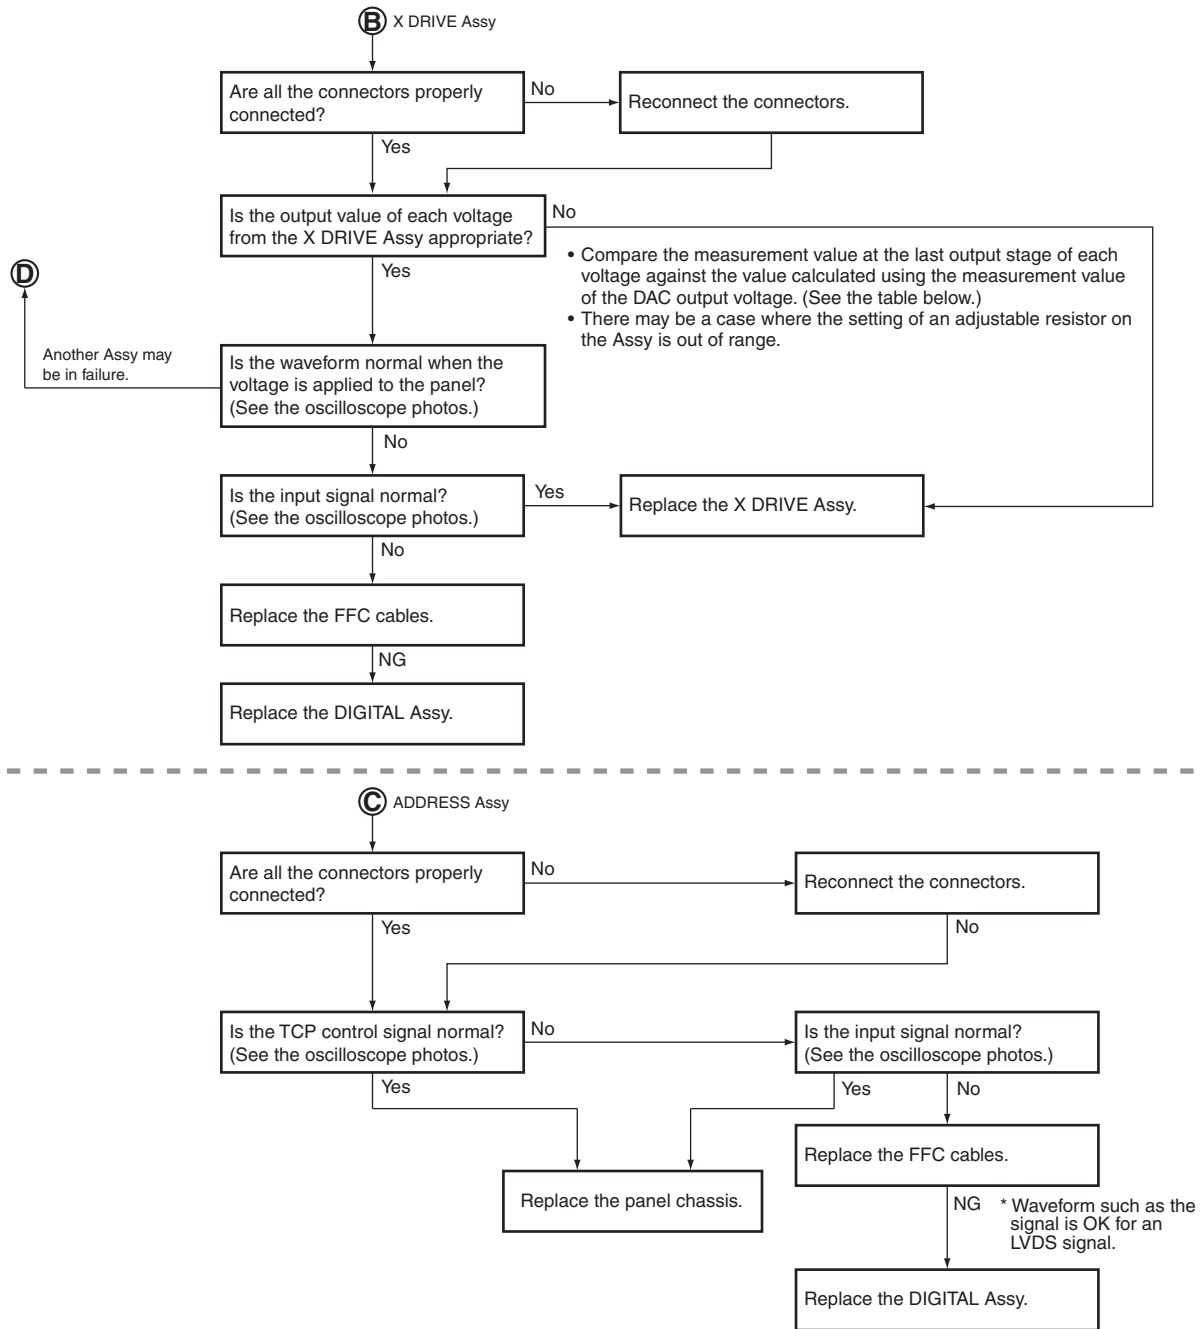 B X DRIVE Assy
Are all the connectors properly
connected?
No
Reconnect the connectors.
Yes
Is the output value of each voltage
from the X DRIVE Assy appropriate?
No
• Compare the measurement value at the last output stage of each
voltage against the value calculated using the measurement value
of the DAC output voltage. (See the table below.)
• There may be a case where the setting of an adjustable resistor on
the Assy is out of range.
Yes
D
Another Assy may
be in failure.
Is the waveform normal when the
voltage is applied to the panel?
(See the oscilloscope photos.)
No
Is the input signal normal?
(See the oscilloscope photos.)
Yes
Replace the X DRIVE Assy.
No
Replace the FFC cables.
NG
Replace the DIGITAL Assy.
C ADDRESS Assy
Are all the connectors properly
connected?
No
Reconnect the connectors.
Yes
No
Is the TCP control signal normal?
(See the oscilloscope photos.)
No
Is the input signal normal?
(See the oscilloscope photos.)
Yes
Yes
No
Replace the panel chassis.
Replace the FFC cables.
NG
* Waveform such as the
signal is OK for an
LVDS signal.
Replace the DIGITAL Assy.